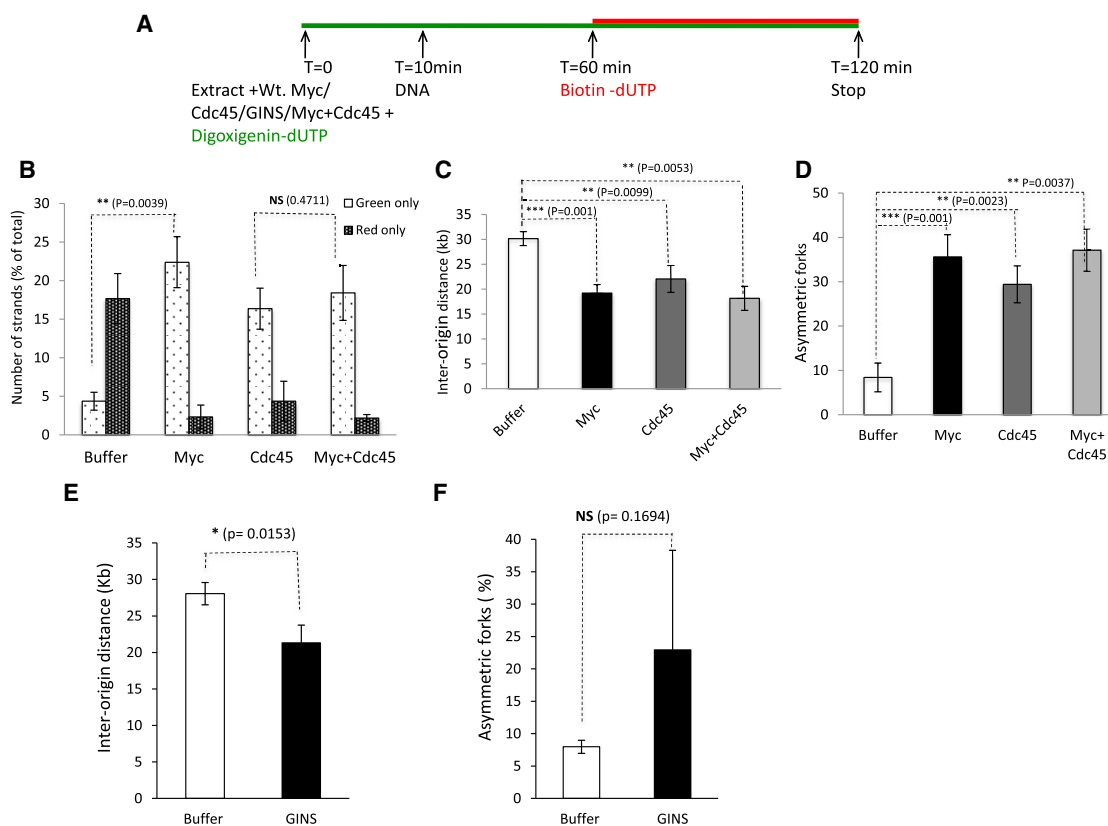 A
T=0
T=10min
T=60 min
T=120 min
Extract +Wt. Myc/
DNA
Biotin -dUTP
Stop
Cdc45/GINS/Myc+Cdc45 +
Digoxigenin-dUTP
B
** (P=0.0039)
NS (0.4711)
Green only
Red only
Number of strands (% of total)
30
25
20
15
10
5
0
Buffer
Myc
Cdc45
Myc+Cdc45
C
** (P=0.0053)
** (P=0.0099)
*** (P=0.001)
Inter-origin distance (kb)
35
30
25
20
15
10
5
0
Buffer
Myc
Cdc45
Myc+Cdc45
D
** P=0.0037)
** (P=0.0023)
*** (P=0.001)
Asymmetric forks
50
40
30
20
10
0
Buffer
Myc
Cdc45
Myc+
Cdc45
E
* (p= 0.0153)
Inter-origin distance (Kb)
35
30
25
20
15
10
5
0
Buffer
GINS
F
NS (p= 0.1694)
Asymmetric forks ( %)
40
35
30
25
20
15
10
5
0
Buffer
GINS